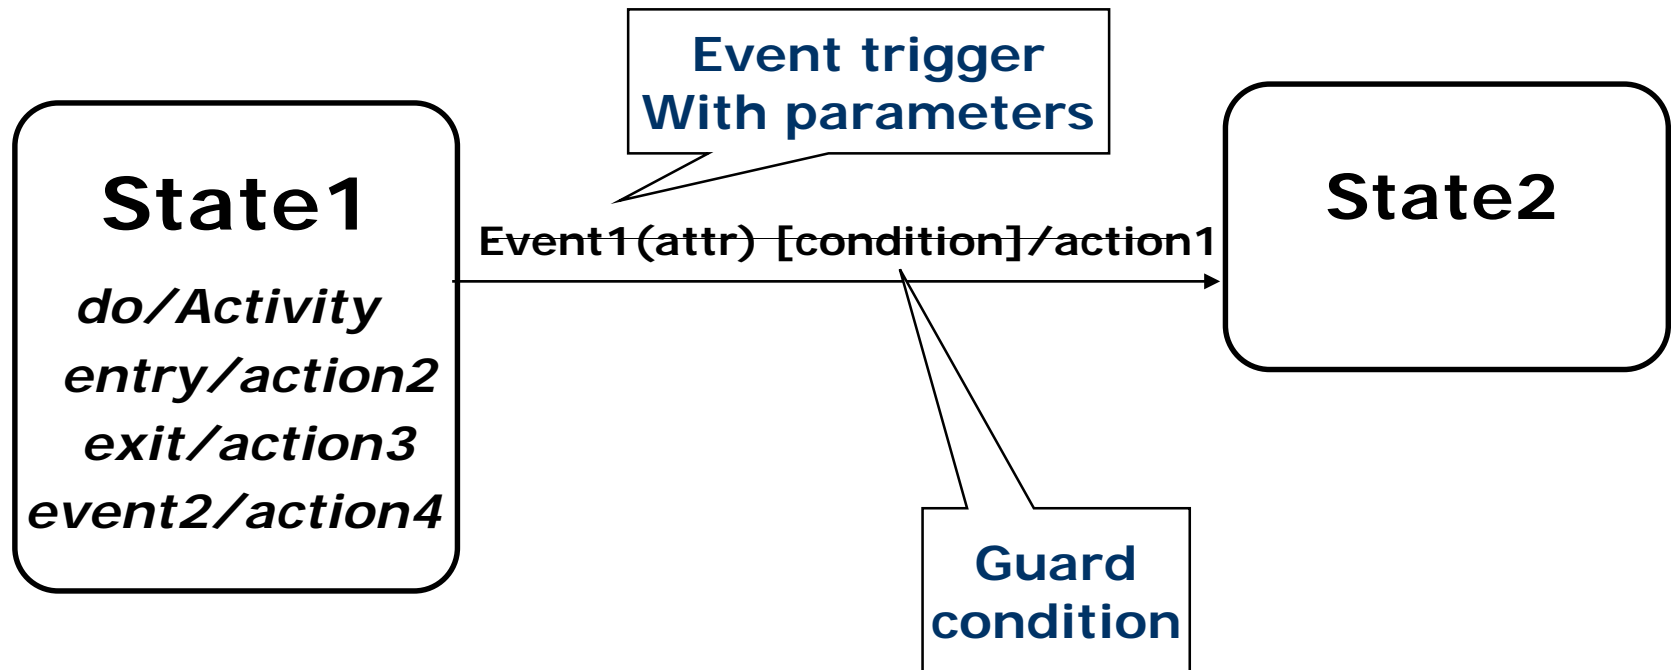 Event trigger
With parameters
State1
State2
Event1(attr) [condition]/action1
do/Activity
entry/action2
exit/action3
event2/action4
Guard
condition